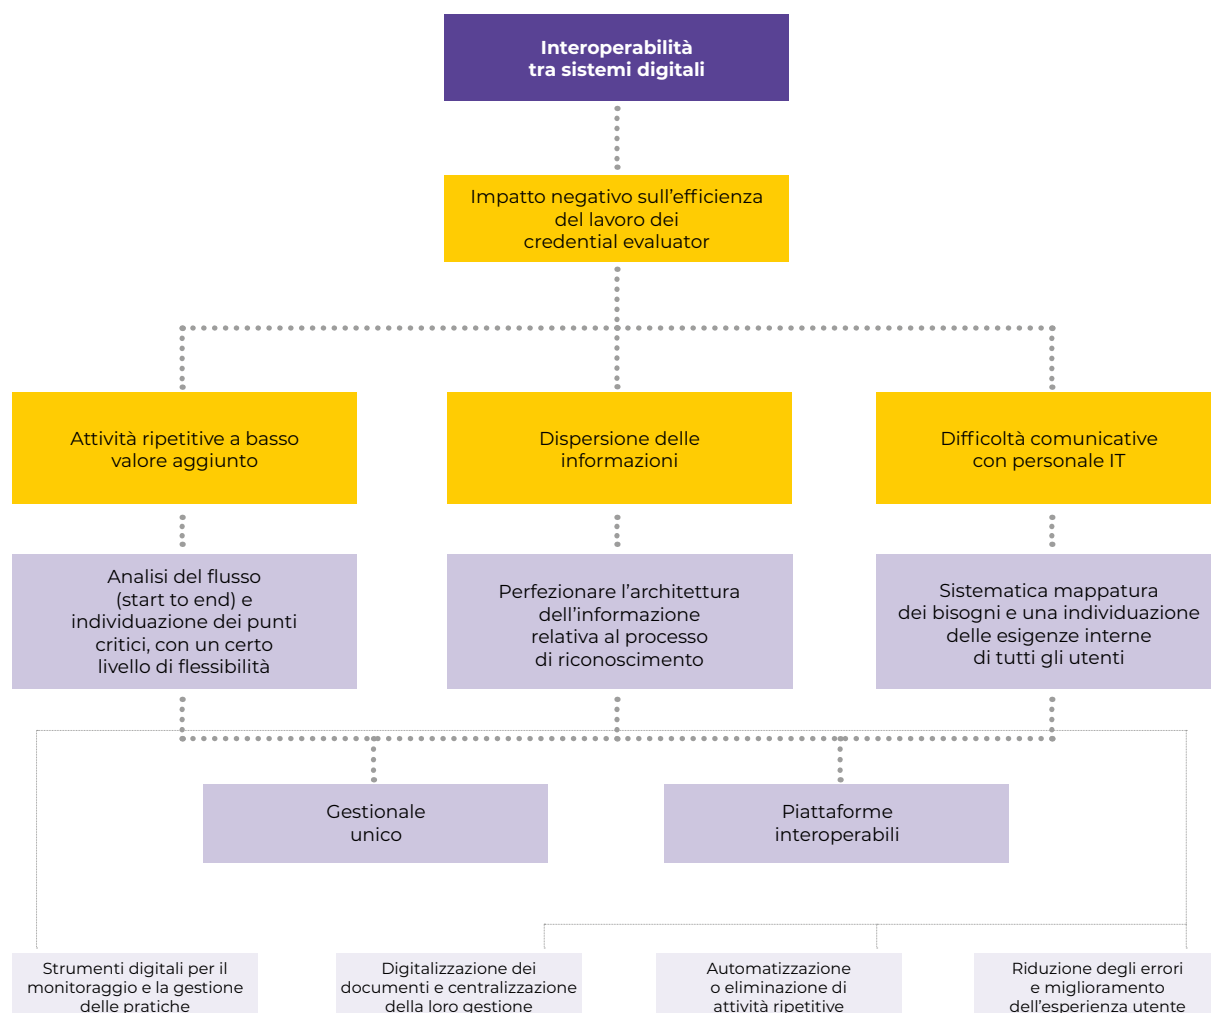 Interoperabilità
tra sistemi digitali
Impatto negativo sull’efficienza
del lavoro dei
credential evaluator
Attività ripetitive a basso
valore aggiunto
Dispersione delle
informazioni
Difficoltà comunicative
con personale IT
Analisi del flusso
(start to end) e
individuazione dei punti
critici, con un certo
livello di flessibilità
Perfezionare l’architettura
dell’informazione
relativa al processo
di riconoscimento
Sistematica mappatura
dei bisogni e una individuazione
delle esigenze interne
di tutti gli utenti
Gestionale
unico
Piattaforme
interoperabili
Strumenti digitali per il
monitoraggio e la gestione
delle pratiche
Digitalizzazione dei
documenti e centralizzazione
della loro gestione
Automatizzazione
o eliminazione di
attività ripetitive
Riduzione degli errori
e miglioramento
dell’esperienza utente